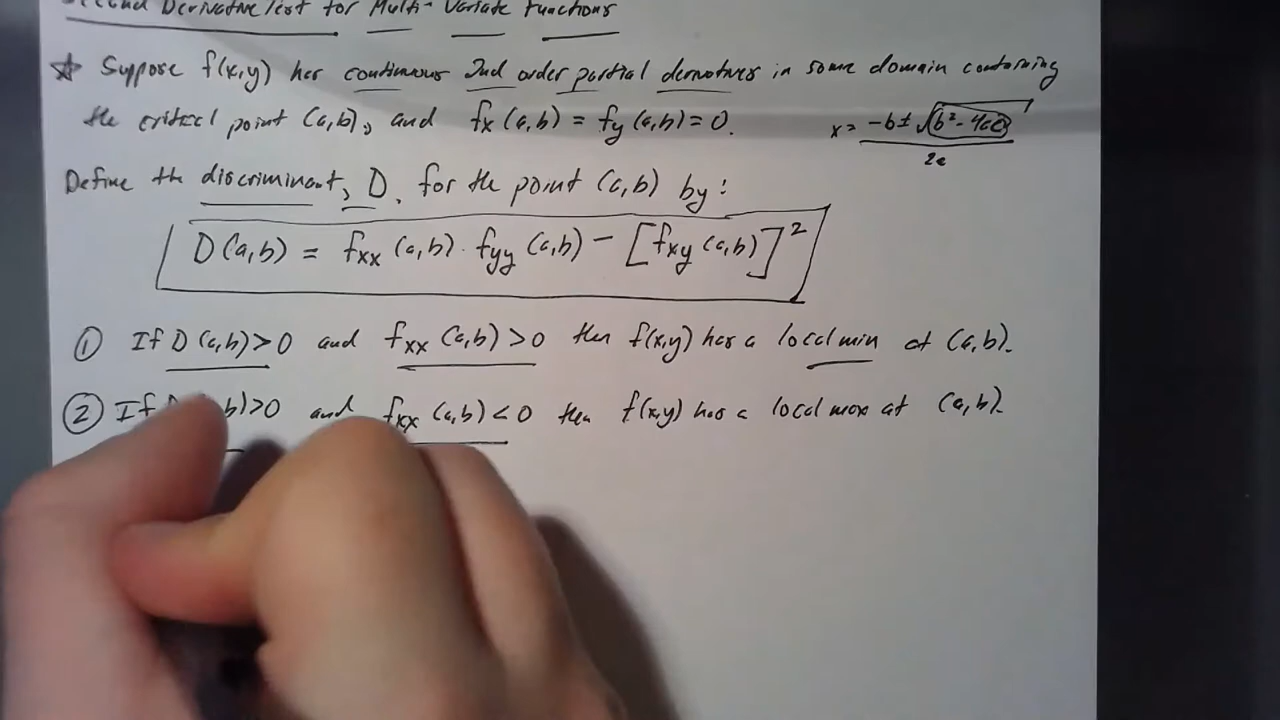 Second Derivative Test for Multi-Variate Functions
☆ Suppose f(x,y) has continuous 2nd order partial derivatives in some domain containing
the critical point (a,b), and fx (a,b) = fy (a,b) = 0.
x = -b ± √b² - 4ac / 2a
Define the discriminant, D, for the point (a,b) by:
D(a,b) = fxx (a,b) · fyy (a,b) - [fxy (a,b)]²
① If D(a,b) > 0 and fxx (a,b) > 0 then f(x,y) has a local min at (a,b).
② If b) > 0 and fxx (a,b) < 0 then f(x,y) has a local max at (a,b).